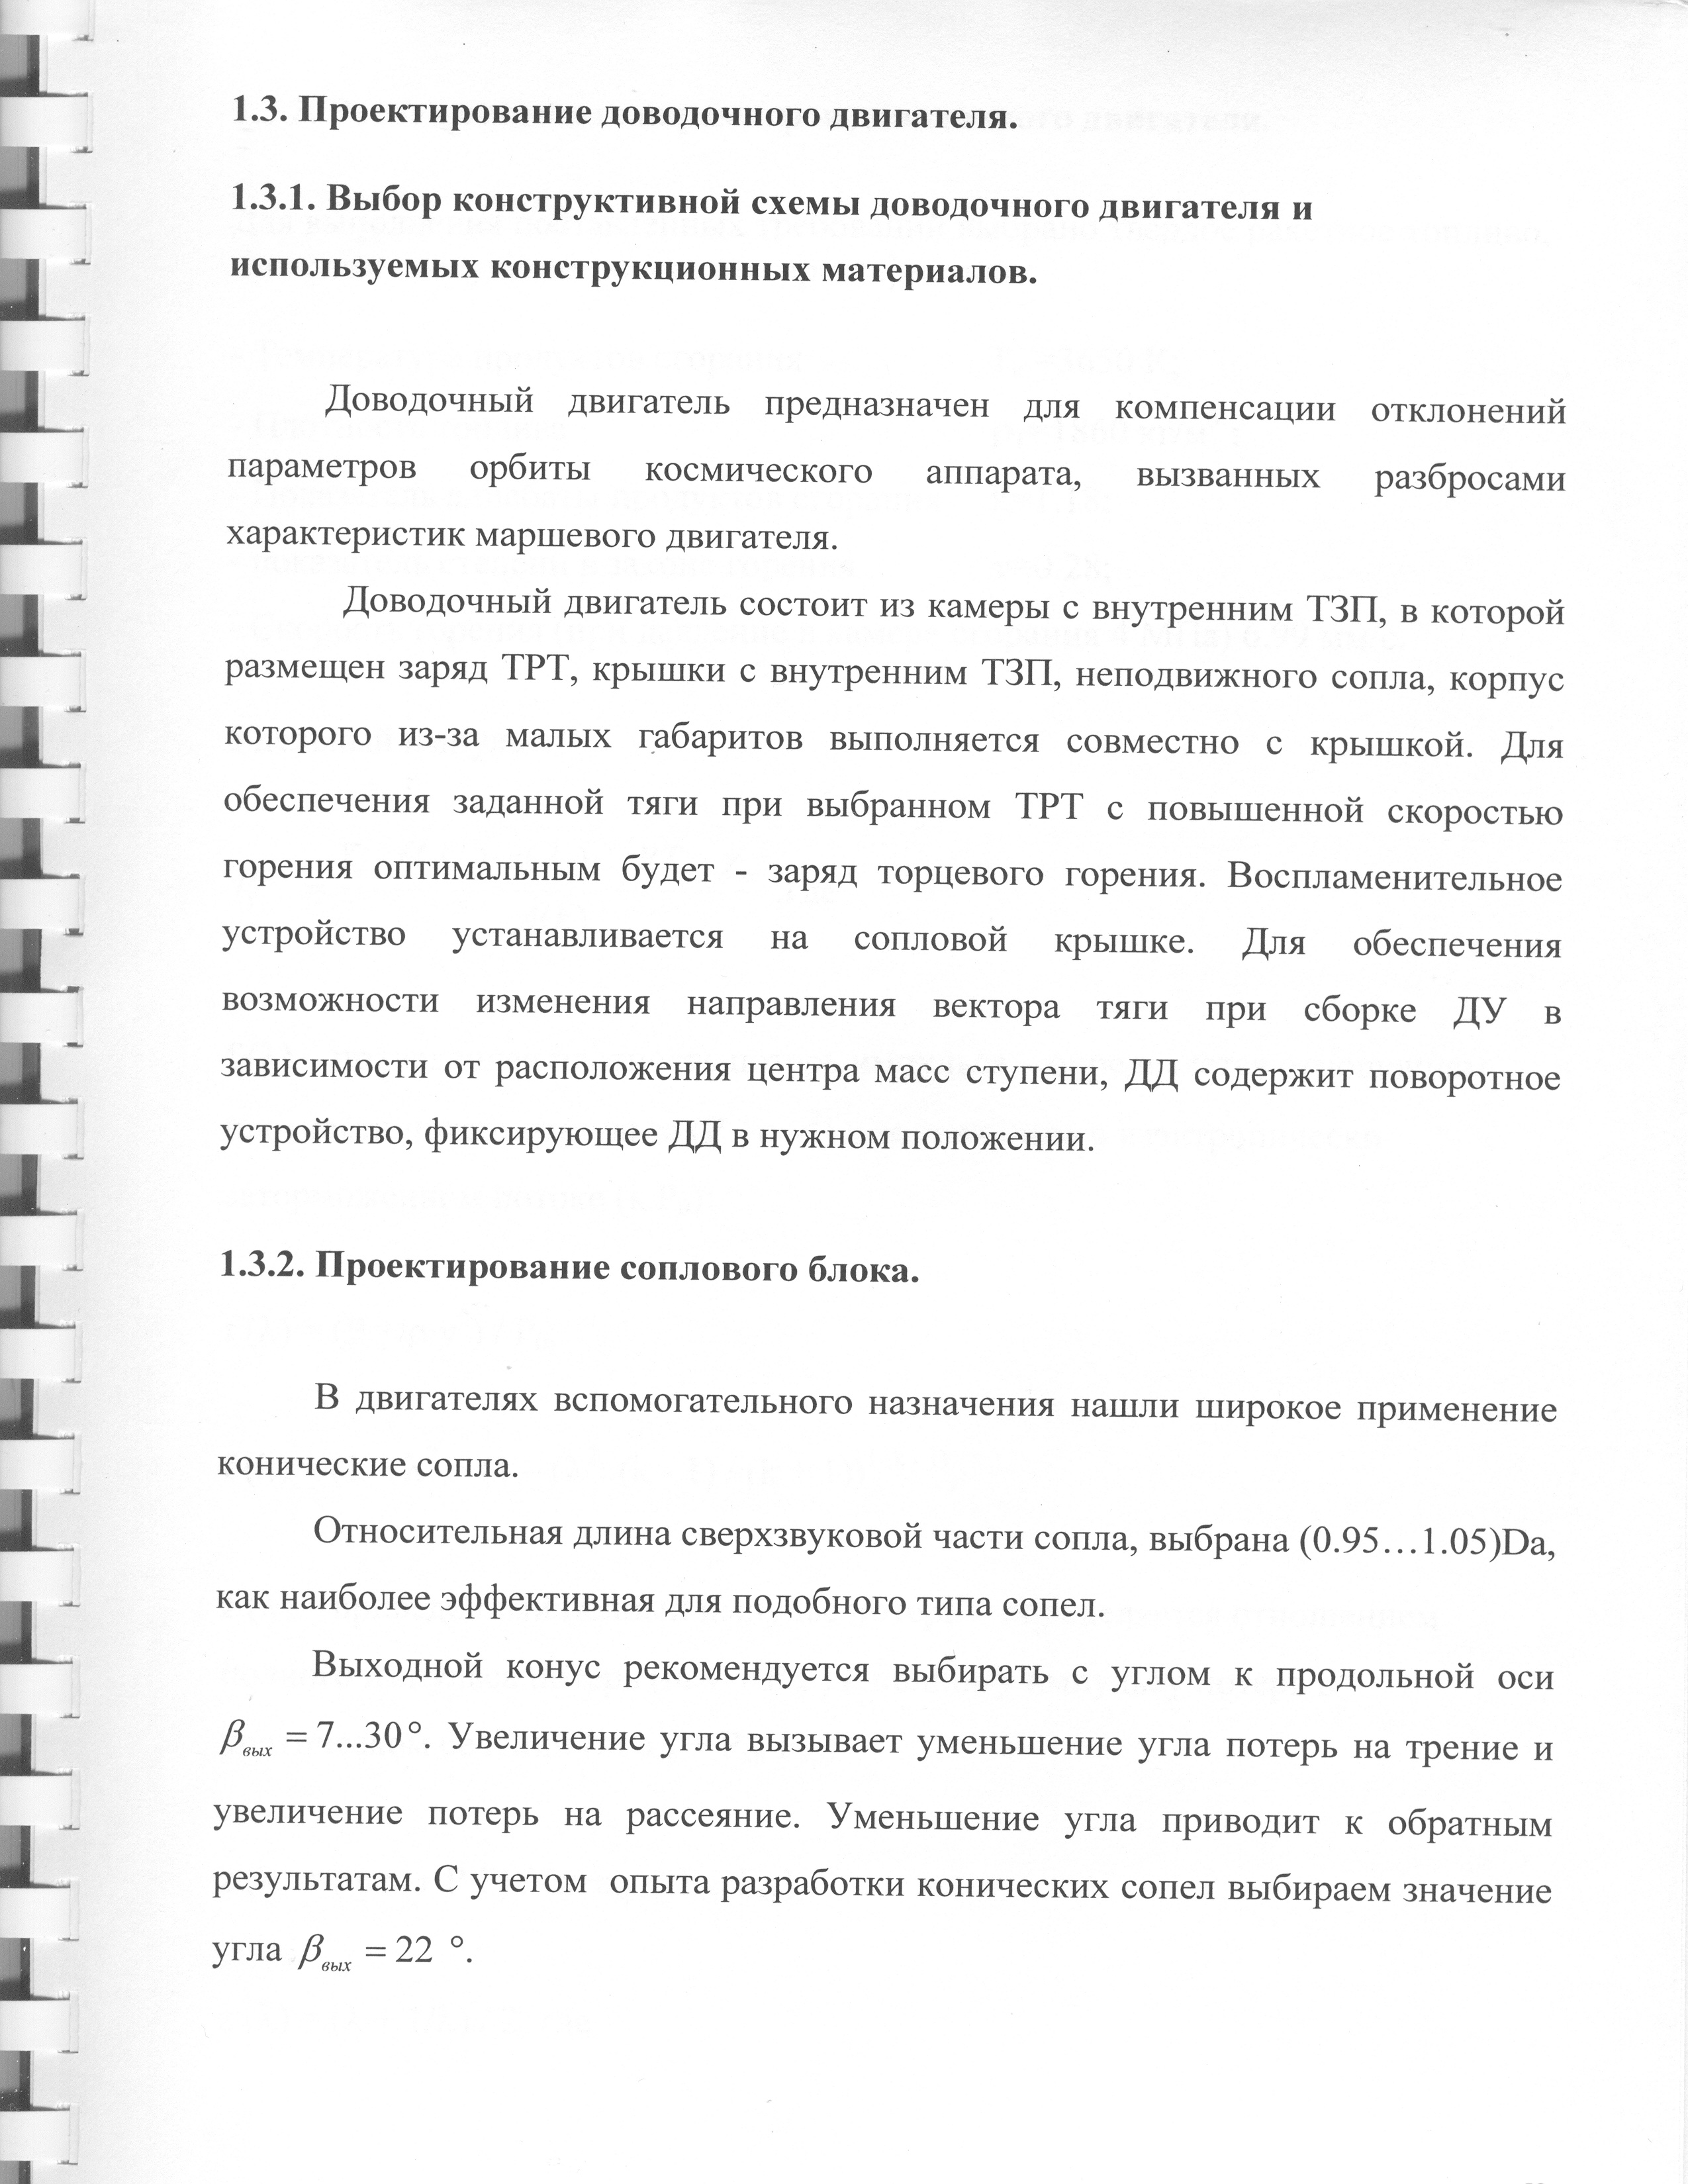 1.3. Проектирование доводочного двигателя.
1.3.1. Выбор конструктивной схемы доводочного двигателя и
используемых конструкционных материалов.
Доводочный двигатель предназначен для компенсации отклонений
параметров орбиты космического аппарата, вызванных разбросами
характеристик маршевого двигателя.
Доводочный двигатель состоит из камеры с внутренним ТЗП, в которой
размещен заряд ТРТ, крышки с внутренним ТЗП, неподвижного сопла, корпус
которого из-за малых габаритов выполняется совместно с крышкой. Для
обеспечения заданной тяги при выбранном ТРТ с повышенной скоростью
горения оптимальным будет - заряд торцевого горения. Воспламенительное
устройство устанавливается на сопловой крышке. Для обеспечения
возможности изменения направления вектора тяги при сборке ДУ в
зависимости от расположения центра масс ступени, ДД содержит поворотное
устройство, фиксирующее ДД в нужном положении.
1.3.2. Проектирование соплового блока.
В двигателях вспомогательного назначения нашли широкое применение
конические сопла.
Относительная длина сверхзвуковой части сопла, выбрана (0.95…1.05)Da,
как наиболее эффективная для подобного типа сопел.
Выходной конус рекомендуется выбирать с углом к продольной оси
βвых = 7...30°. Увеличение угла вызывает уменьшение угла потерь на трение и
увеличение потерь на рассеяние. Уменьшение угла приводит к обратным
результатам. С учетом опыта разработки конических сопел выбираем значение
угла βвых = 22 °.